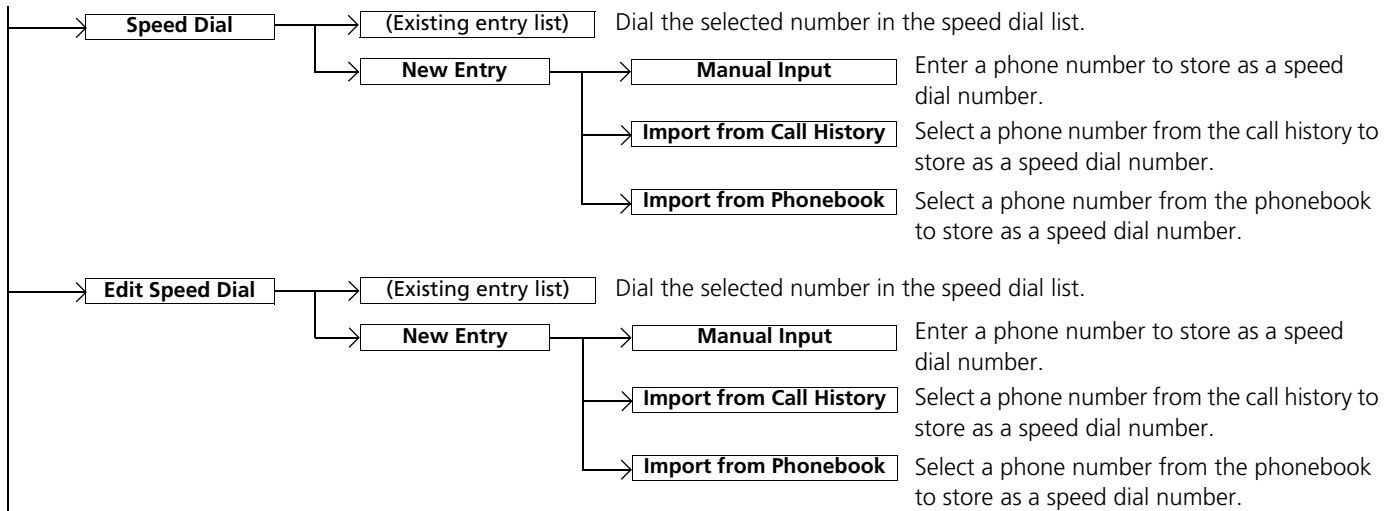 Speed Dial
(Existing entry list)
Dial the selected number in the speed dial list.
New Entry
Manual Input
Enter a phone number to store as a speed
dial number.
Import from Call History
Select a phone number from the call history to
store as a speed dial number.
Import from Phonebook
Select a phone number from the phonebook
to store as a speed dial number.
Edit Speed Dial
(Existing entry list)
Dial the selected number in the speed dial list.
New Entry
Manual Input
Enter a phone number to store as a speed
dial number.
Import from Call History
Select a phone number from the call history to
store as a speed dial number.
Import from Phonebook
Select a phone number from the phonebook
to store as a speed dial number.